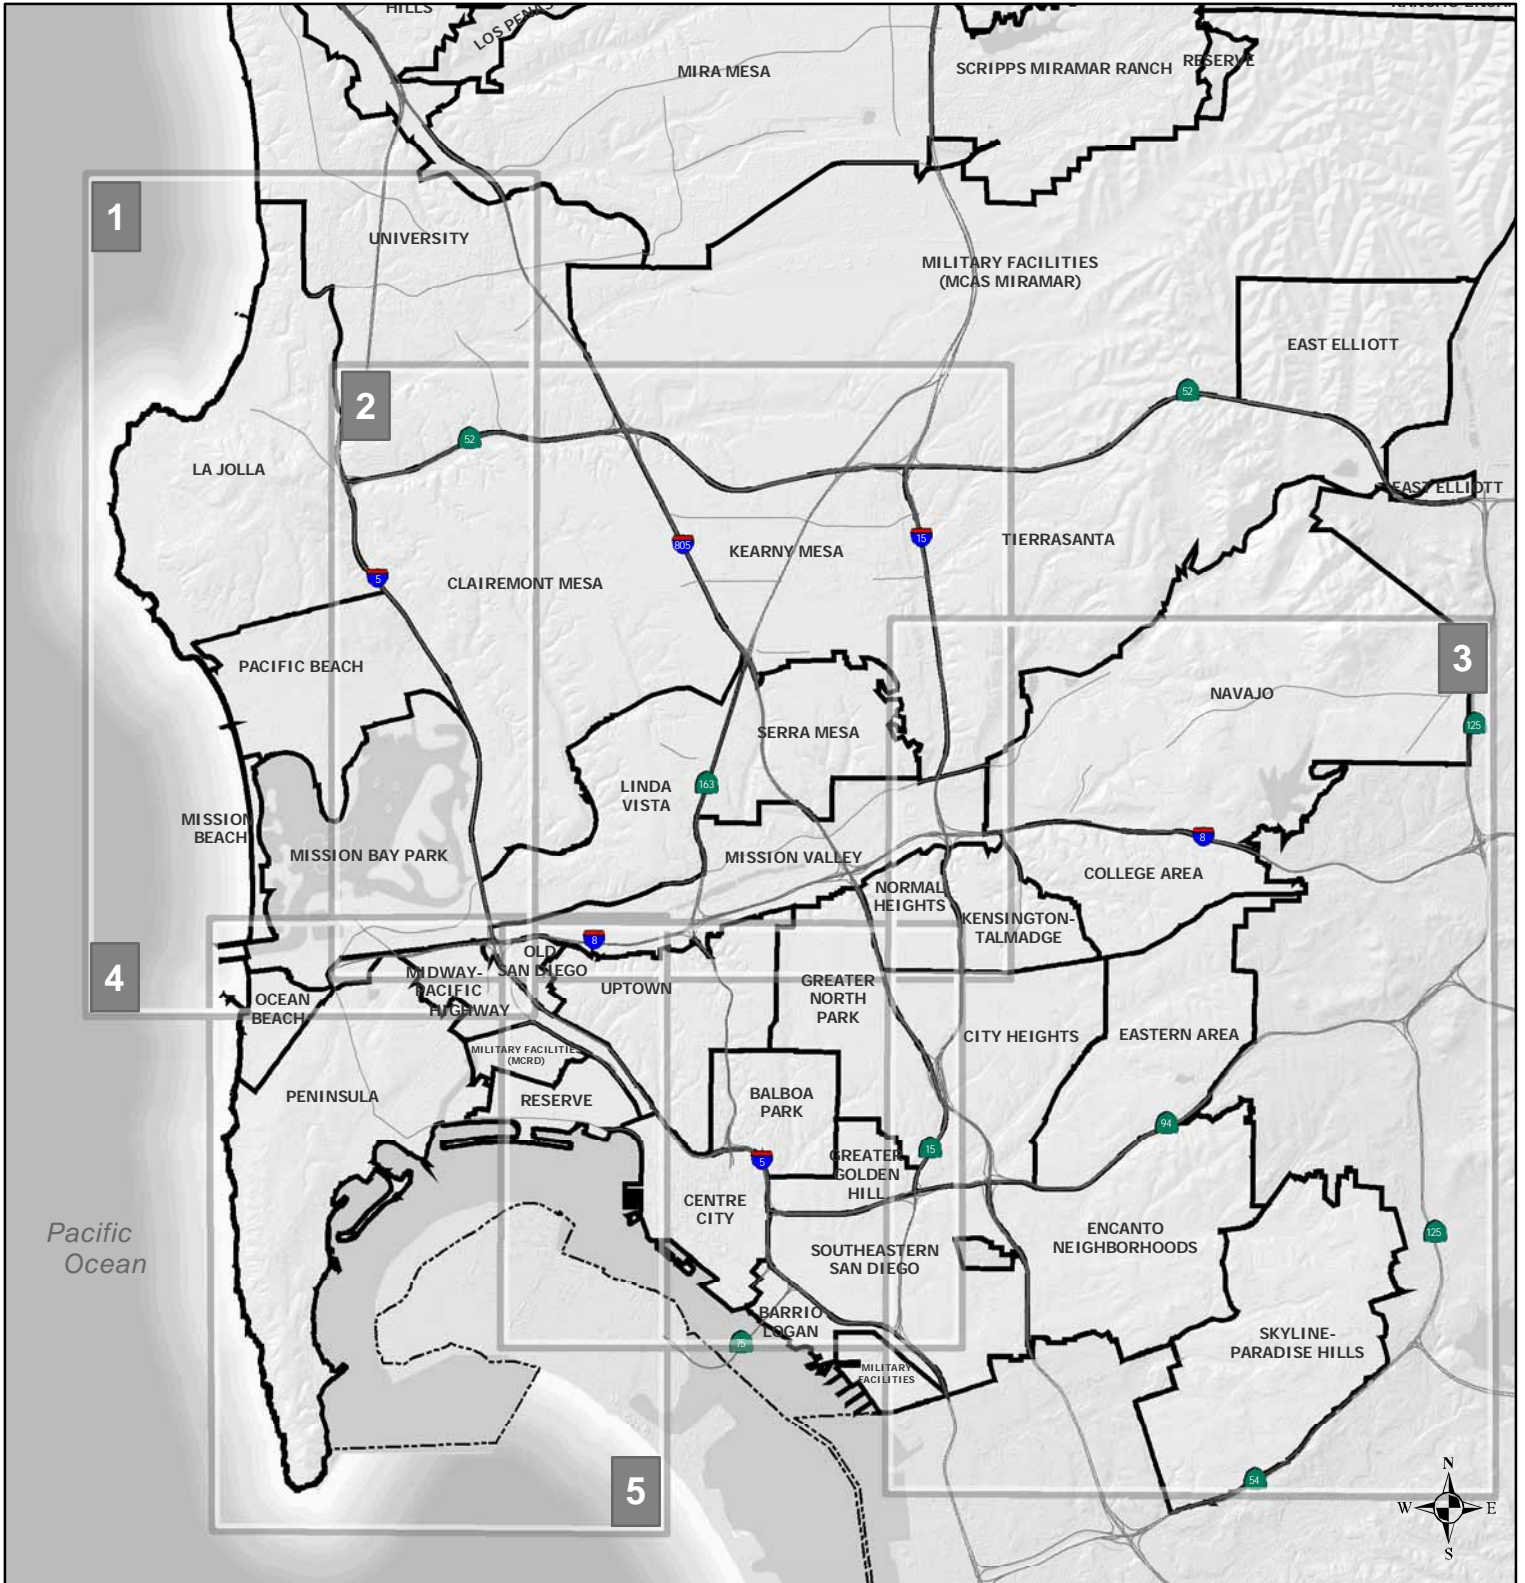 HILLS
LOS PENAS
MIRA MESA
SCRIPPS MIRAMAR RANCH
RESERVE
1
UNIVERSITY
MILITARY FACILITIES
(MCAS MIRAMAR)
EAST ELLIOTT
2
52
52
LA JOLLA
EAST ELLIOTT
805
KEARNY MESA
15
TIERRASANTA
5
CLAIREMONT MESA
PACIFIC BEACH
3
NAVAJO
125
SERRA MESA
163
LINDA
VISTA
MISSION
BEACH
MISSION BAY PARK
MISSION VALLEY
8
COLLEGE AREA
NORMAL
HEIGHTS
KENSINGTON-
TALMADGE
4
8
OLD
SAN DIEGO
MIDWAY-
PACIFIC
HIGHWAY
UPTOWN
GREATER
NORTH
PARK
OCEAN
BEACH
CITY HEIGHTS
EASTERN AREA
MILITARY FACILITIES
(MCRD)
PENINSULA
RESERVE
BALBOA
PARK
94
15
5
GREATER
GOLDEN
HILL
CENTRE
CITY
Pacific
Ocean
ENCANTO
NEIGHBORHOODS
125
SOUTHEASTERN
SAN DIEGO
BARRIO
LOGAN
75
SKYLINE-
PARADISE HILLS
MILITARY
FACILITIES
5
54
N
W
E
S